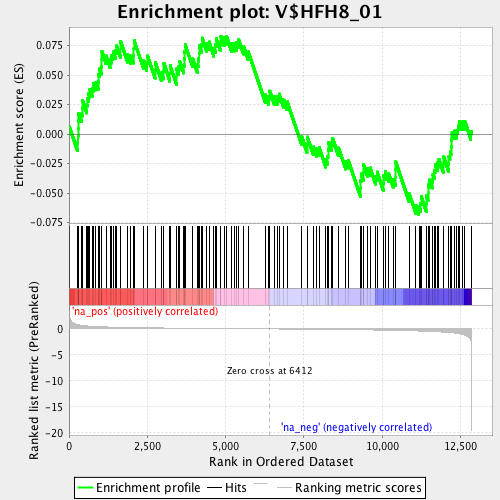 Enrichment plot: V$HFH8_01
Enrichment score (ES)
0.075
0.050
0.025
0.000
-0.025
-0.050
-0.075
'na_pos' (positively correlated)
Ranked list metric (PreRanked)
0
-5
-10
-15
-20
Zero cross at 6412
'na_neg' (negatively correlated)
0
2,500
5,000
7,500
10,000
12,500
Rank in Ordered Dataset
Enrichment profile
Hits
Ranking metric scores